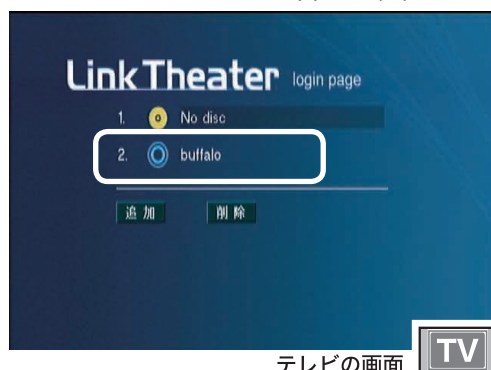 LinkTheater login page
1. No disc
2. buffalo
追加 削除
テレビの画面 TV